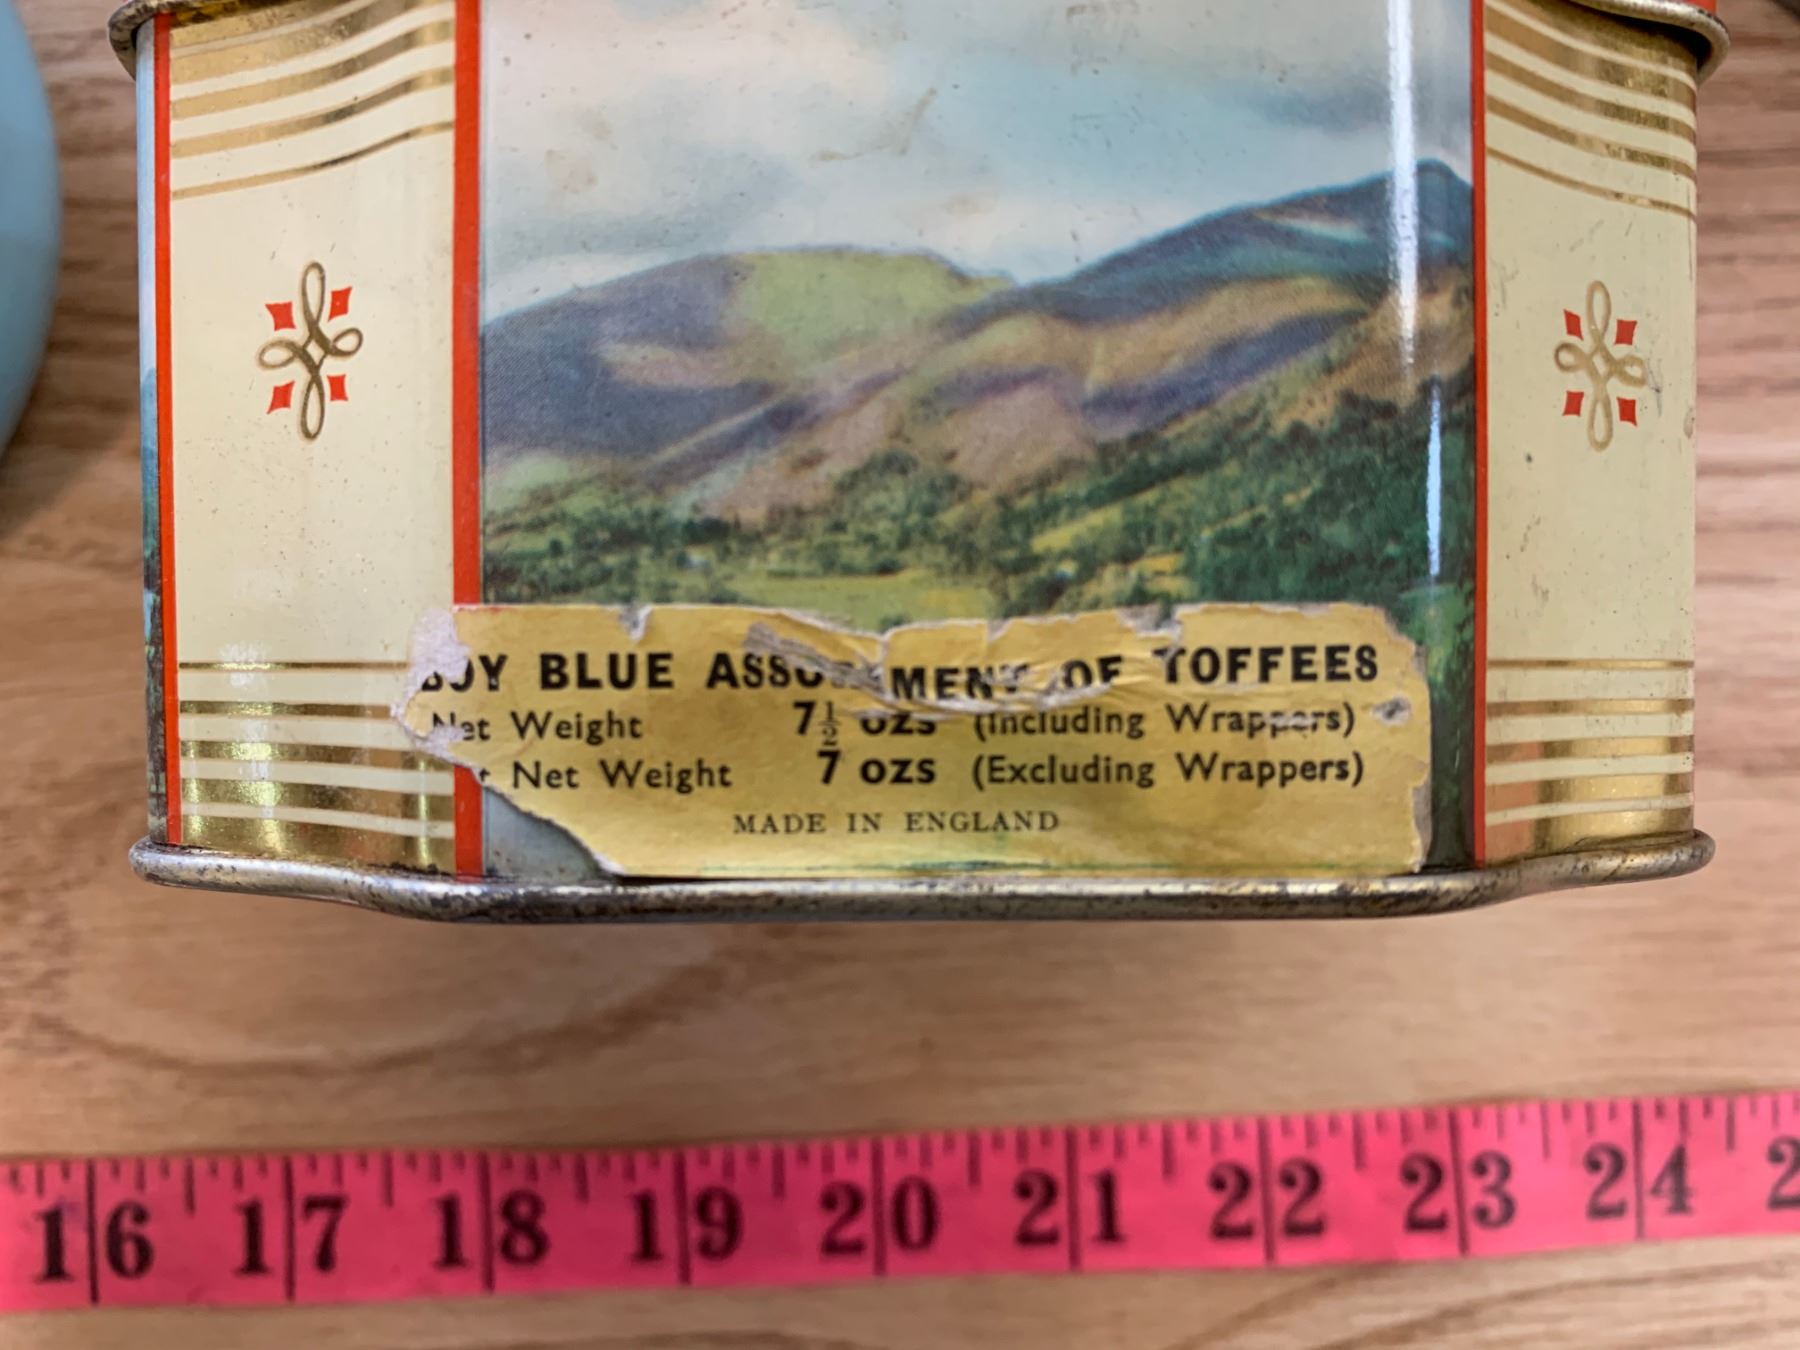 BOY BLUE ASSORTMENT OF TOFFEES
Net Weight 7½ OZS (Including Wrappers)
Net Weight 7 OZS (Excluding Wrappers)
MADE IN ENGLAND
16 17 18 19 20 21 22 23 24